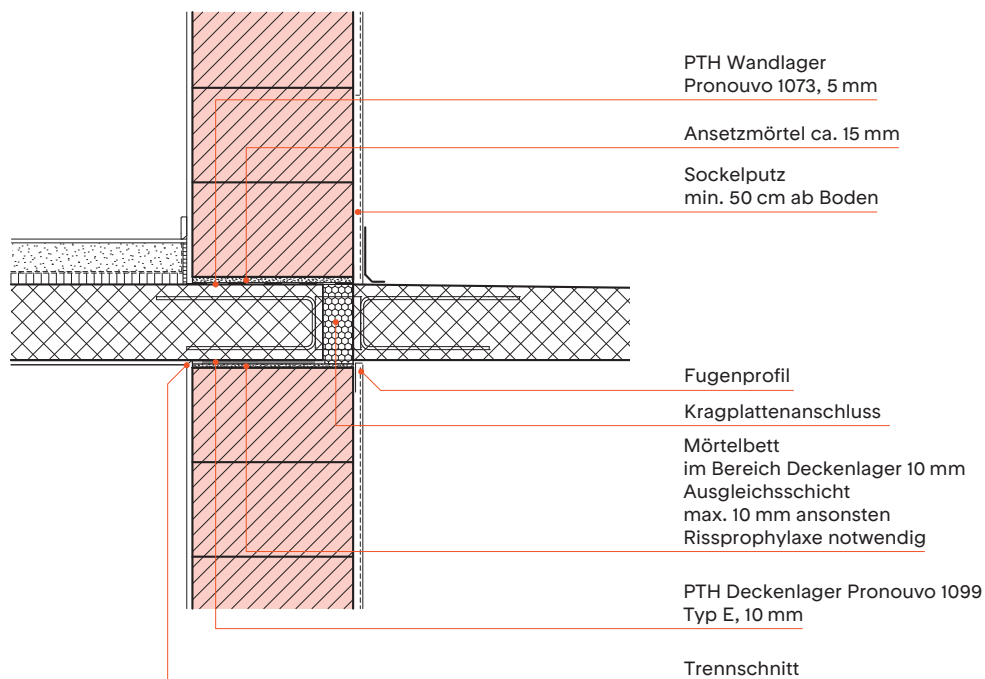 PTH Wandlager
Pronouvo 1073, 5 mm
Ansetzmörtel ca. 15 mm
Sockelputz
min. 50 cm ab Boden
Fugenprofil
Kragplattenanschluss
Mörtelbett
im Bereich Deckenlager 10 mm
Ausgleichsschicht
max. 10 mm ansonsten
Rissprophylaxe notwendig
PTH Deckenlager Pronouvo 1099
Typ E, 10 mm
Trennschnitt